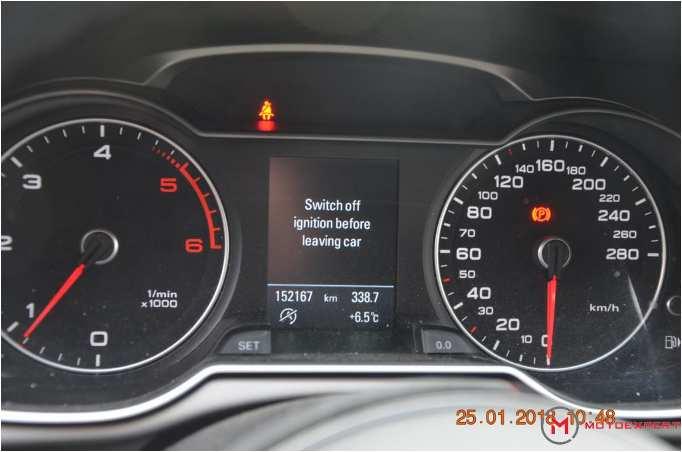 4
3
5
2
6
1
0
1/min
x1000
Switch off
ignition before
leaving car
152167 km 338.7
+6.5°C
SET
0.0
140 160 180
120 200
100 220
80 240
70 260
60 280
50
40
30
20
10 0
km/h
P
25.01.2018 10:48
M MOTOEXPERT